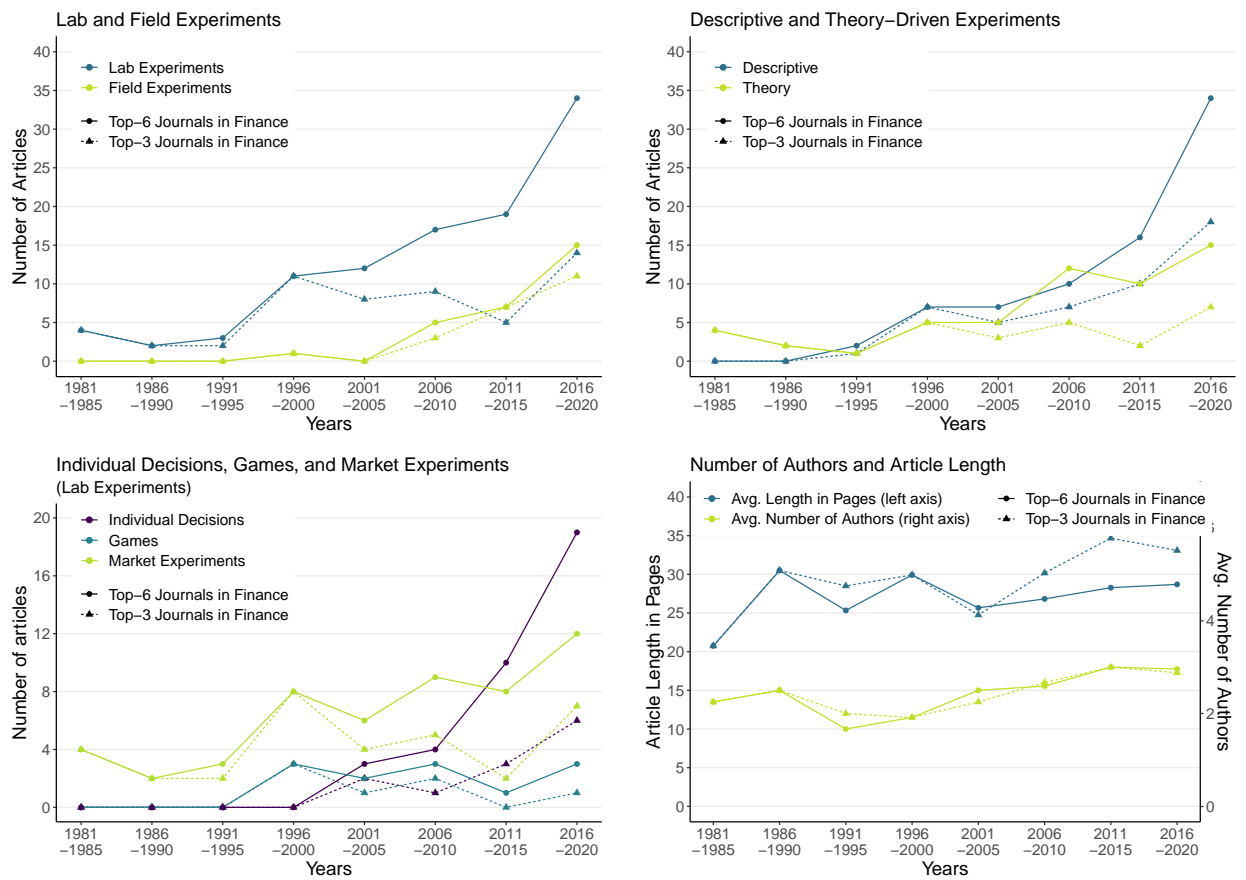 Lab and Field Experiments
40
35
30
25
20
15
10
5
0
Number of Articles
Lab Experiments
Field Experiments
Top−6 Journals in Finance
Top−3 Journals in Finance
1981 1986 1991 1996 2001 2006 2011 2016
−1985 −1990 −1995 −2000 −2005 −2010 −2015 −2020
Years
Descriptive and Theory−Driven Experiments
40
35
30
25
20
15
10
5
0
Number of Articles
Descriptive
Theory
Top−6 Journals in Finance
Top−3 Journals in Finance
1981 1986 1991 1996 2001 2006 2011 2016
−1985 −1990 −1995 −2000 −2005 −2010 −2015 −2020
Years
Individual Decisions, Games, and Market Experiments
(Lab Experiments)
20
16
12
8
4
0
Number of articles
Individual Decisions
Games
Market Experiments
Top−6 Journals in Finance
Top−3 Journals in Finance
1981 1986 1991 1996 2001 2006 2011 2016
−1985 −1990 −1995 −2000 −2005 −2010 −2015 −2020
Years
Number of Authors and Article Length
40
35
30
25
20
15
10
5
0
Article Length in Pages
Avg. Length in Pages (left axis)
Avg. Number of Authors (right axis)
Top−6 Journals in Finance
Top−3 Journals in Finance
4
2
0
Avg. Number of Authors
1981 1986 1991 1996 2001 2006 2011 2016
−1985 −1990 −1995 −2000 −2005 −2010 −2015 −2020
Years